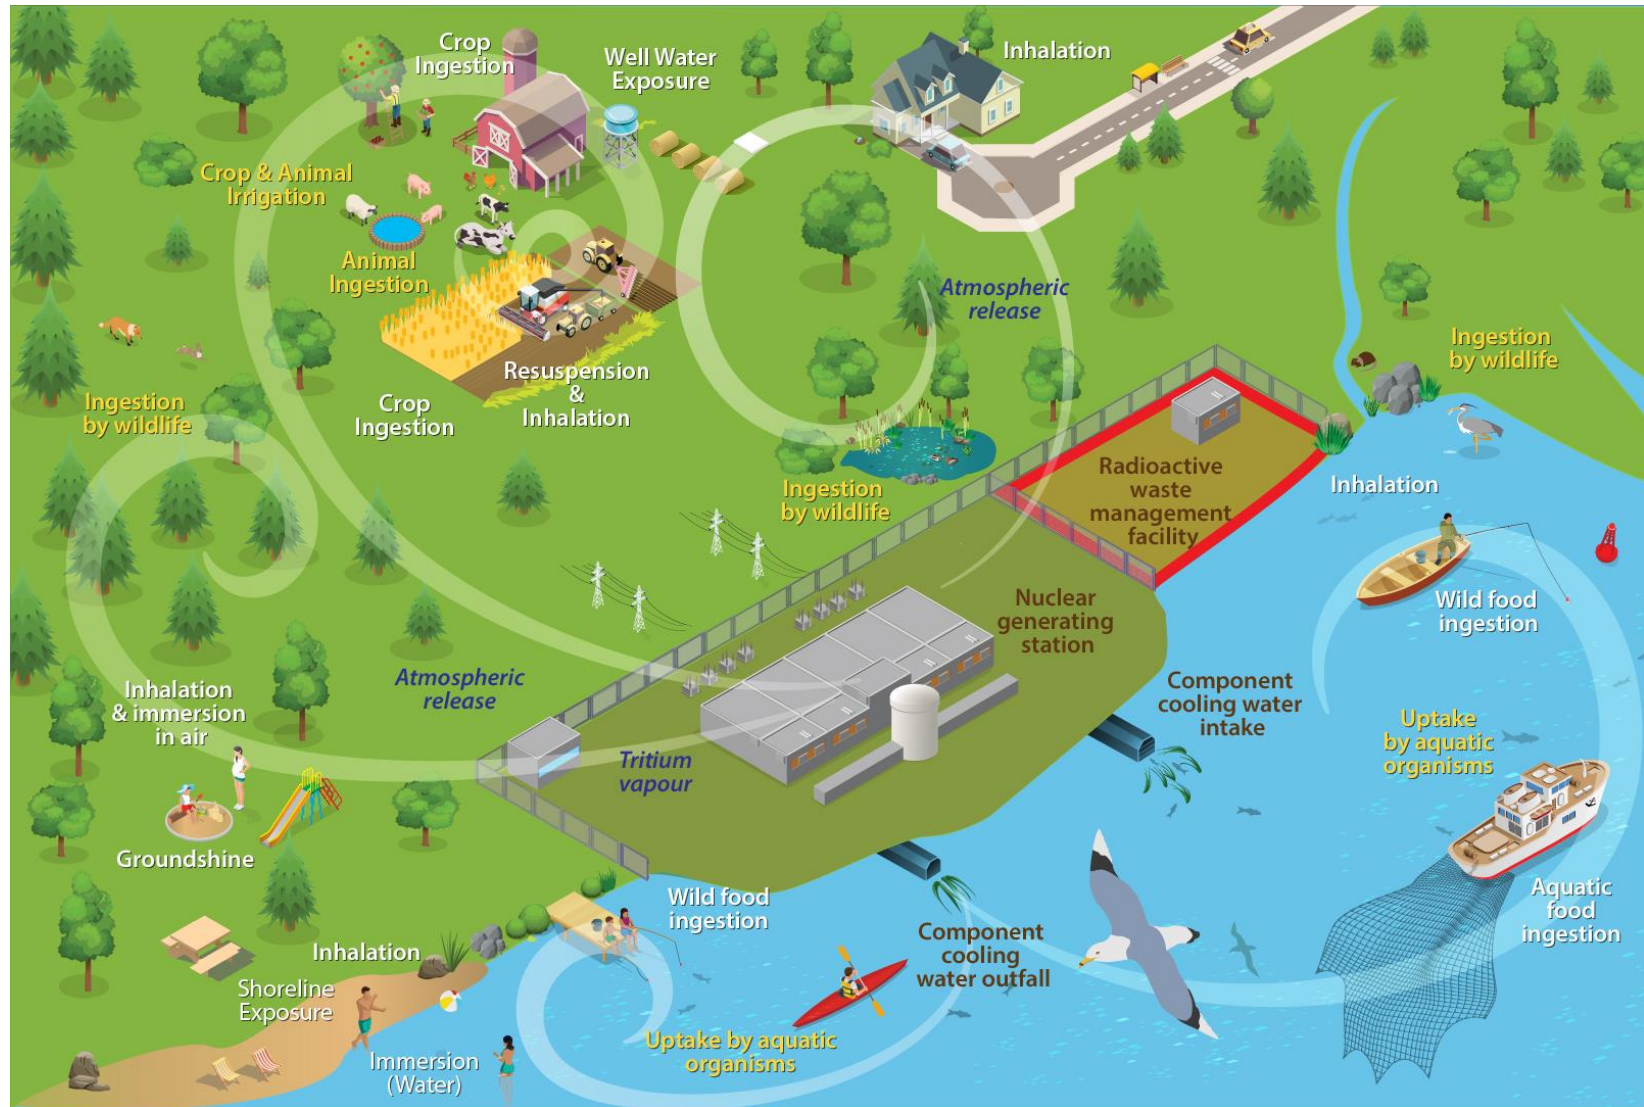 Crop
Ingestion
Well Water
Exposure
Inhalation
Crop & Animal
Irrigation
Animal
Ingestion
Atmospheric
release
Ingestion
by wildlife
Resuspension
&
Inhalation
Crop
Ingestion
Ingestion
by wildlife
Ingestion
by wildlife
Radioactive
waste
management
facility
Inhalation
Wild food
ingestion
Nuclear
generating
station
Atmospheric
release
Inhalation
& immersion
in air
Component
cooling water
intake
Uptake
by aquatic
organisms
Tritium
vapour
Groundshine
Wild food
ingestion
Aquatic
food
ingestion
Component
cooling
water outfall
Inhalation
Shoreline
Exposure
Uptake by aquatic
organisms
Immersion
(Water)